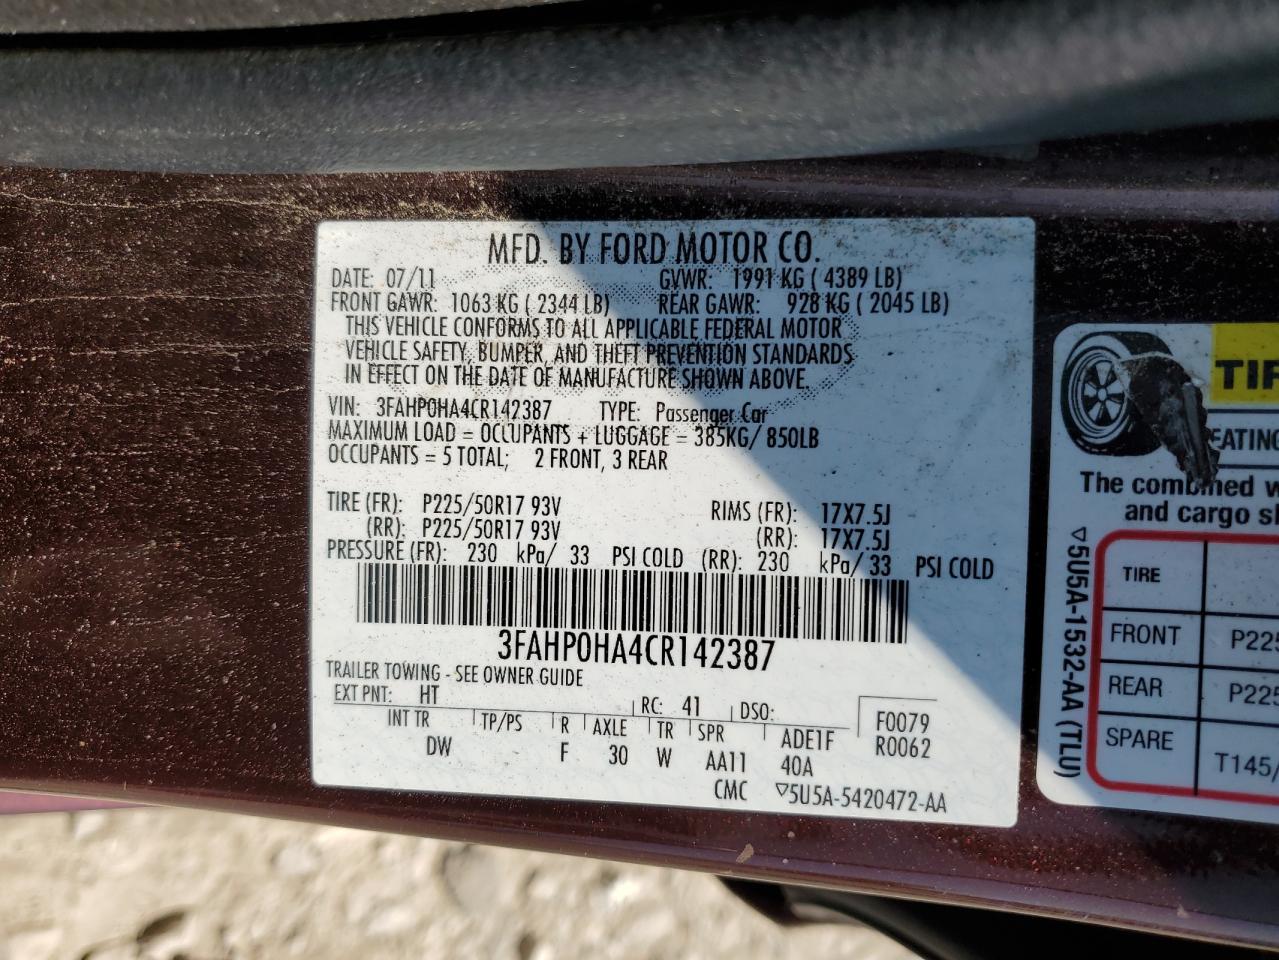 MFD. BY FORD MOTOR CO.
DATE: 07/11 GVWR: 1991 KG ( 4389 LB)
FRONT GAWR: 1063 KG ( 2344 LB) REAR GAWR: 928 KG ( 2045 LB)
THIS VEHICLE CONFORMS TO ALL APPLICABLE FEDERAL MOTOR
VEHICLE SAFETY, BUMPER, AND THEFT PREVENTION STANDARDS
IN EFFECT ON THE DATE OF MANUFACTURE SHOWN ABOVE.
VIN: 3FAHP0HA4CR142387 TYPE: Passenger Car
MAXIMUM LOAD = OCCUPANTS + LUGGAGE = 385KG/ 850LB
OCCUPANTS = 5 TOTAL; 2 FRONT, 3 REAR
TIRE (FR): P225/50R17 93V RIMS (FR): 17X7.5J
(RR): P225/50R17 93V (RR): 17X7.5J
PRESSURE (FR): 230 kPa/ 33 PSI COLD (RR): 230 kPa/ 33 PSI COLD
3FAHP0HA4CR142387
TRAILER TOWING - SEE OWNER GUIDE
EXT PNT: HT RC: 41 DSO:
INT TR TP/PS R AXLE TR SPR ADE1F F0079
DW F 30 W AA11 40A R0062
CMC ▽5U5A-5420472-AA
TIR
EATING
The combined w
and cargo s
▽5U5A-1532-AA (TLU)
TIRE
FRONT P225
REAR P225
SPARE T145/